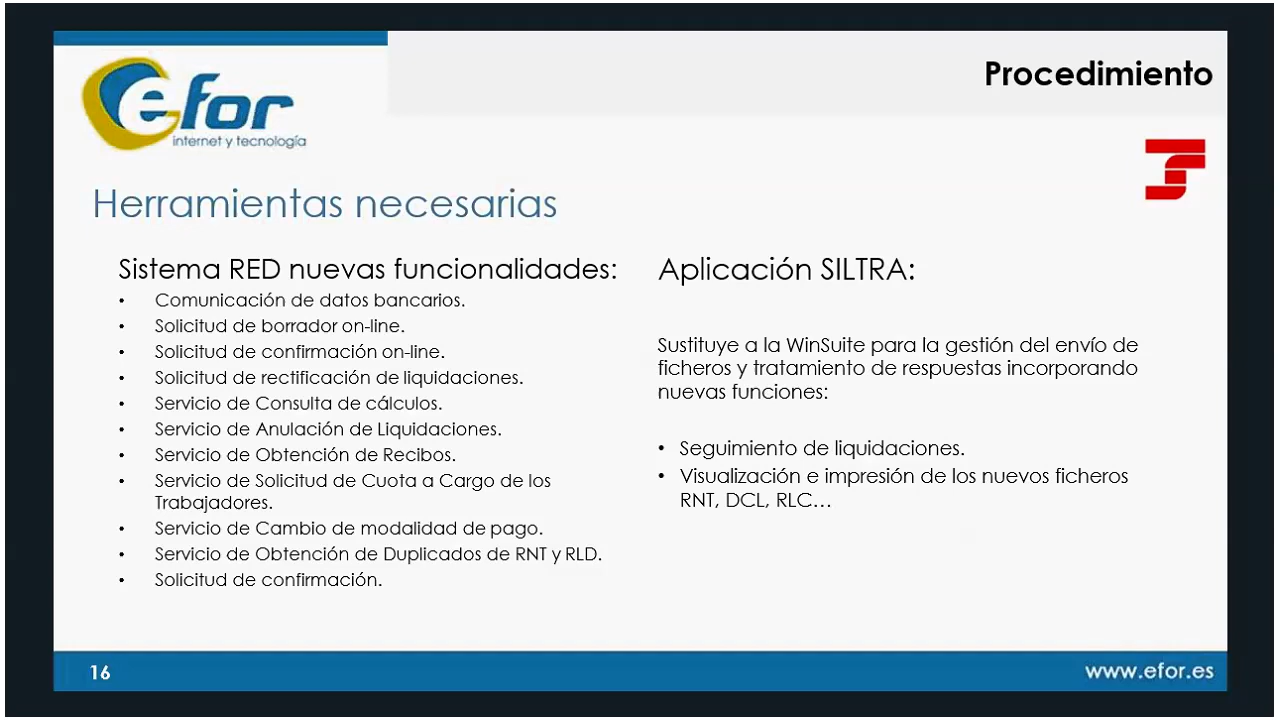 Procedimiento
efor
internet y tecnología
Herramientas necesarias
Sistema RED nuevas funcionalidades:
• Comunicación de datos bancarios.
• Solicitud de borrador on-line.
• Solicitud de confirmación on-line.
• Solicitud de rectificación de liquidaciones.
• Servicio de Consulta de cálculos.
• Servicio de Anulación de Liquidaciones.
• Servicio de Obtención de Recibos.
• Servicio de Solicitud de Cuota a Cargo de los
Trabajadores.
• Servicio de Cambio de modalidad de pago.
• Servicio de Obtención de Duplicados de RNT y RLD.
• Solicitud de confirmación.
Aplicación SILTRA:
Sustituye a la WinSuite para la gestión del envío de
ficheros y tratamiento de respuestas incorporando
nuevas funciones:
• Seguimiento de liquidaciones.
• Visualización e impresión de los nuevos ficheros
RNT, DCL, RLC...
16
www.efor.es